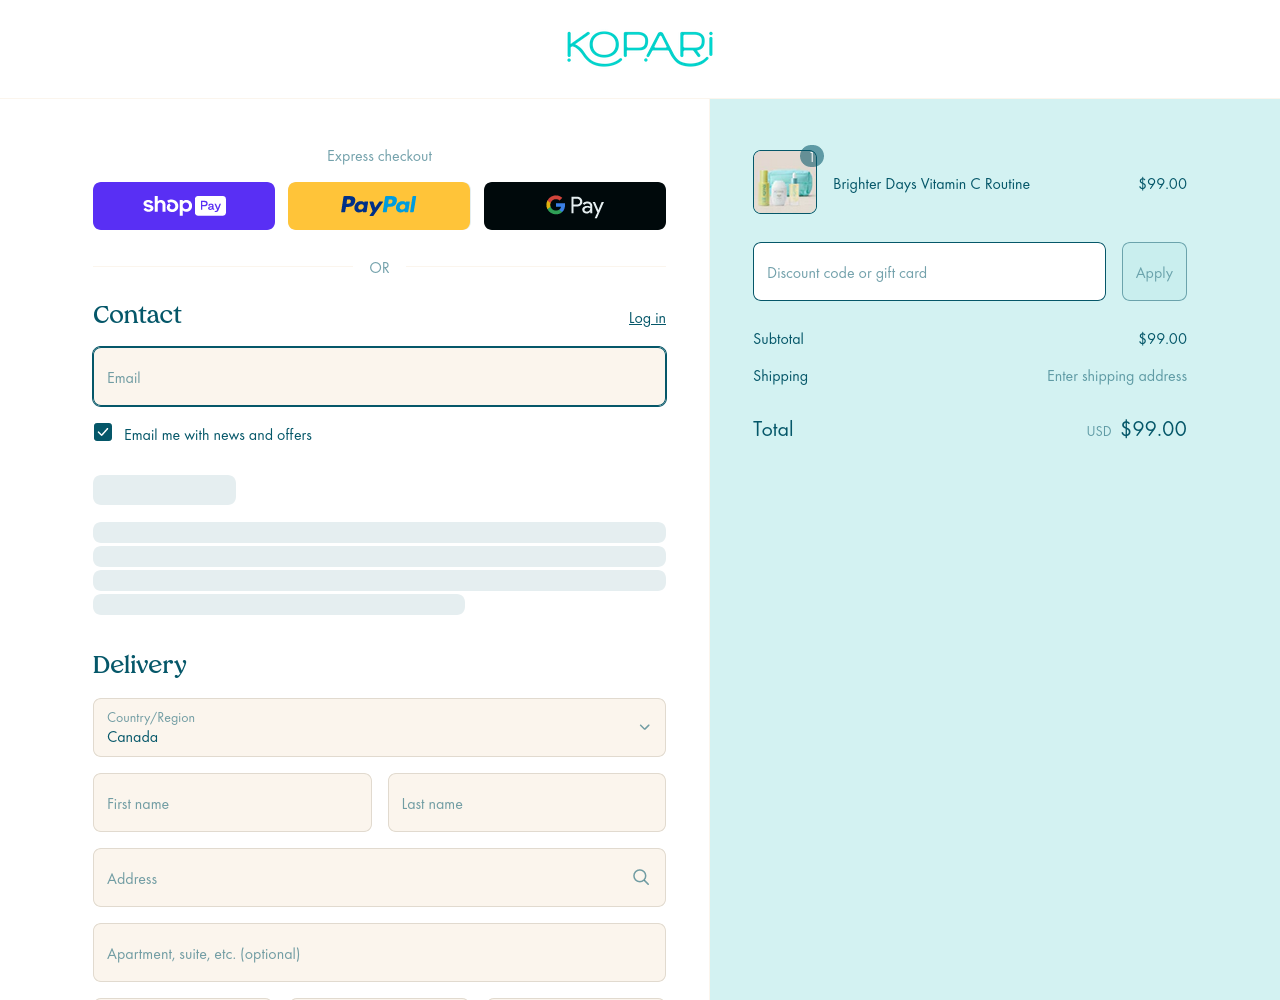 KOPARI
Express checkout
shop Pay
PayPal
G Pay
OR
Contact
Log in
Email
Email me with news and offers
Delivery
Country/Region
Canada
First name
Last name
Address
Apartment, suite, etc. (optional)
1
Brighter Days Vitamin C Routine
$99.00
Discount code or gift card
Apply
Subtotal
$99.00
Shipping
Enter shipping address
Total
USD $99.00